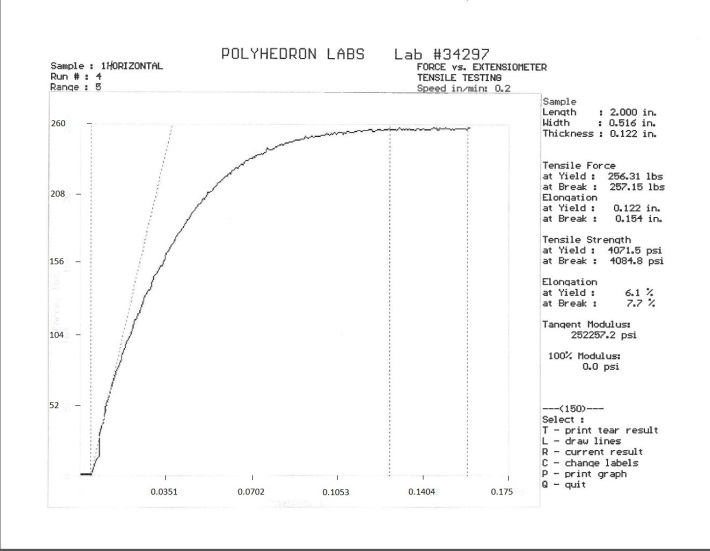 POLYHEDRON LABS Lab #34297
Sample : 1HORIZONTAL
Run # : 4
Range : 5
FORCE vs. EXTENSIOMETER
TENSILE TESTING
Speed in/min: 0.2
260
208
156
104
52
0.0351 0.0702 0.1053 0.1404 0.175
Sample
Length : 2.000 in.
Width : 0.516 in.
Thickness : 0.122 in.
Tensile Force
at Yield : 256.31 lbs
at Break : 257.15 lbs
Elongation
at Yield : 0.122 in.
at Break : 0.154 in.
Tensile Strength
at Yield : 4071.5 psi
at Break : 4084.8 psi
Elongation
at Yield : 6.1 %
at Break : 7.7 %
Tangent Modulus:
252257.2 psi
100% Modulus:
0.0 psi
---(150)---
Select :
T - print tear result
L - draw lines
R - current result
C - change labels
P - print graph
Q - quit